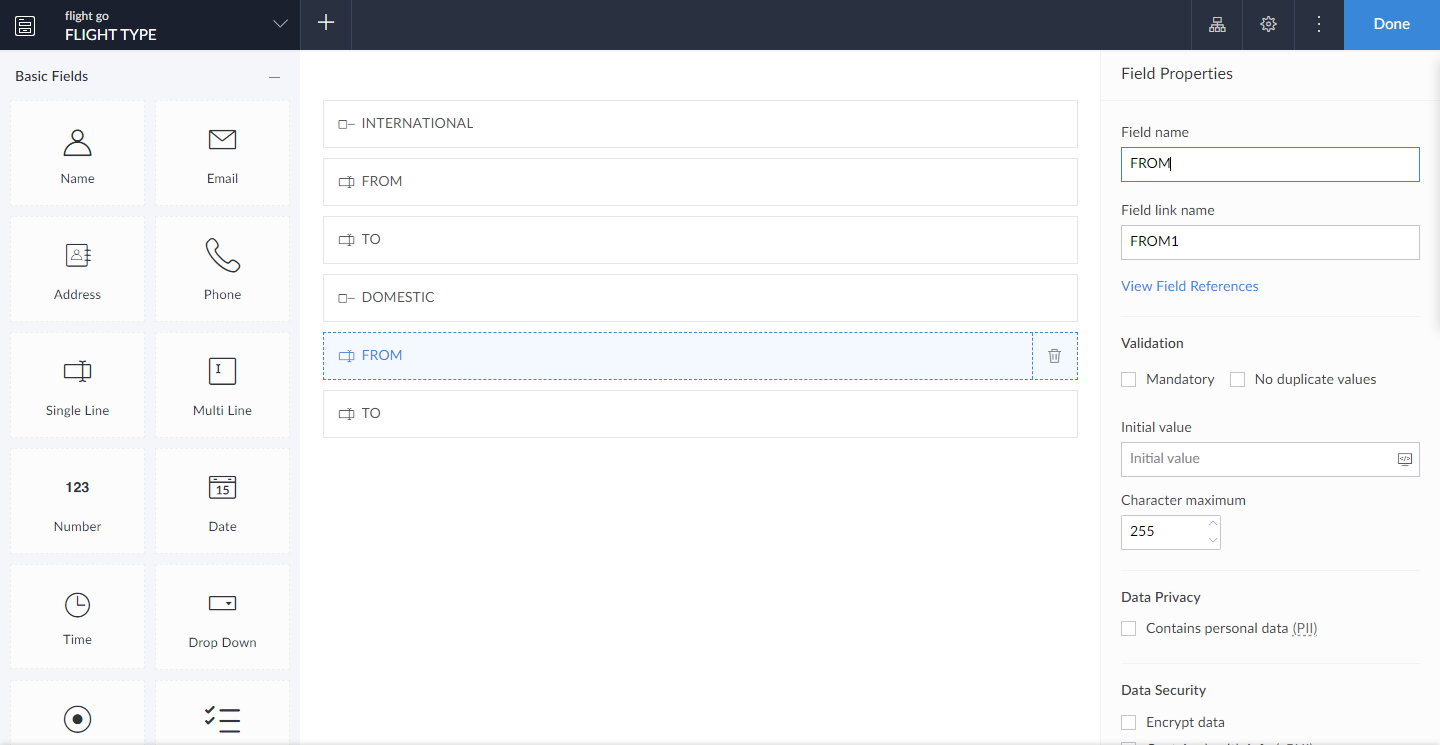 flight go
FLIGHT TYPE
Done
Basic Fields
Name
Email
Address
Phone
Single Line
Multi Line
123
Number
15
Date
Time
Drop Down
INTERNATIONAL
FROM
TO
DOMESTIC
FROM
TO
Field Properties
Field name
FROM
Field link name
FROM1
View Field References
Validation
Mandatory
No duplicate values
Initial value
Initial value
Character maximum
255
Data Privacy
Contains personal data (PII)
Data Security
Encrypt data